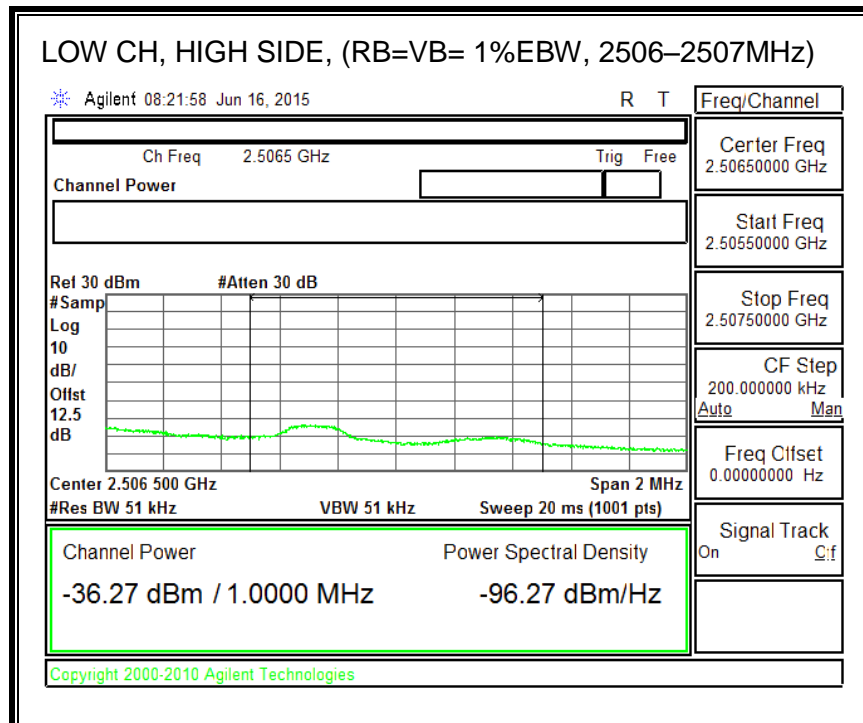 LOW CH, HIGH SIDE, (RB=VB= 1%EBW, 2506–2507MHz)
Agilent 08:21:58 Jun 16, 2015 R T Freq/Channel
Ch Freq 2.5065 GHz Trig Free
Channel Power
Center Freq
2.50650000 GHz
Start Freq
2.50550000 GHz
Stop Freq
2.50750000 GHz
CF Step
200.000000 kHz
Auto Man
Freq Offset
0.00000000 Hz
Signal Track
On Off
Ref 30 dBm #Atten 30 dB
#Samp
Log
10
dB/
Offst
12.5
dB
Center 2.506 500 GHz Span 2 MHz
#Res BW 51 kHz VBW 51 kHz Sweep 20 ms (1001 pts)
Channel Power Power Spectral Density
-36.27 dBm / 1.0000 MHz -96.27 dBm/Hz
Copyright 2000-2010 Agilent Technologies